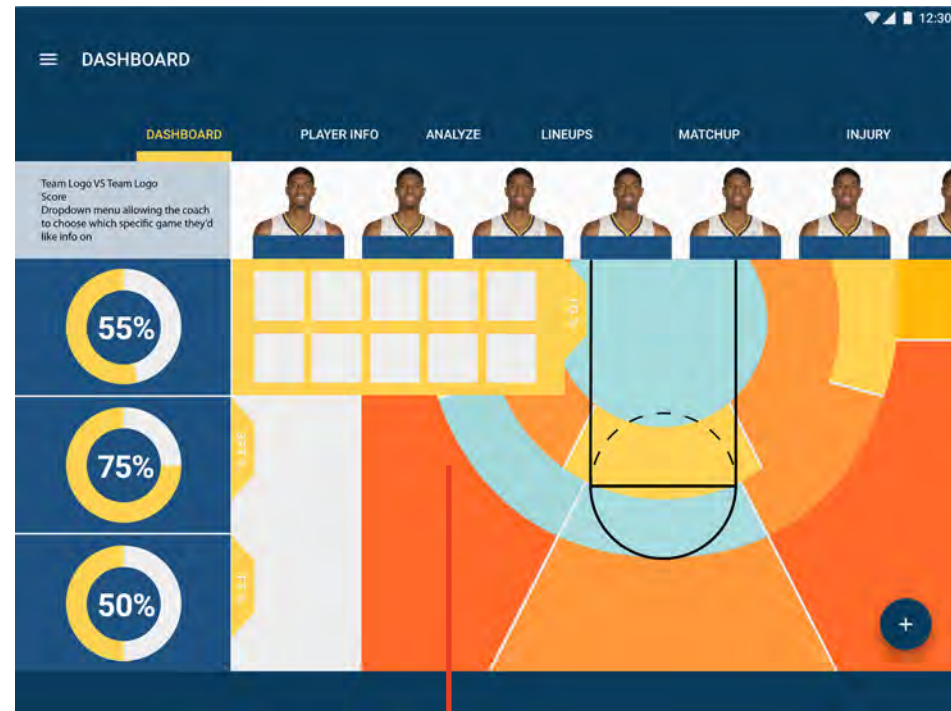 12:30
DASHBOARD
DASHBOARD
PLAYER INFO
ANALYZE
LINEUPS
MATCHUP
INJURY
Team Logo VS Team Logo
Score
Dropdown menu allowing the coach
to choose which specific game they'd
like info on
55%
75%
50%
+